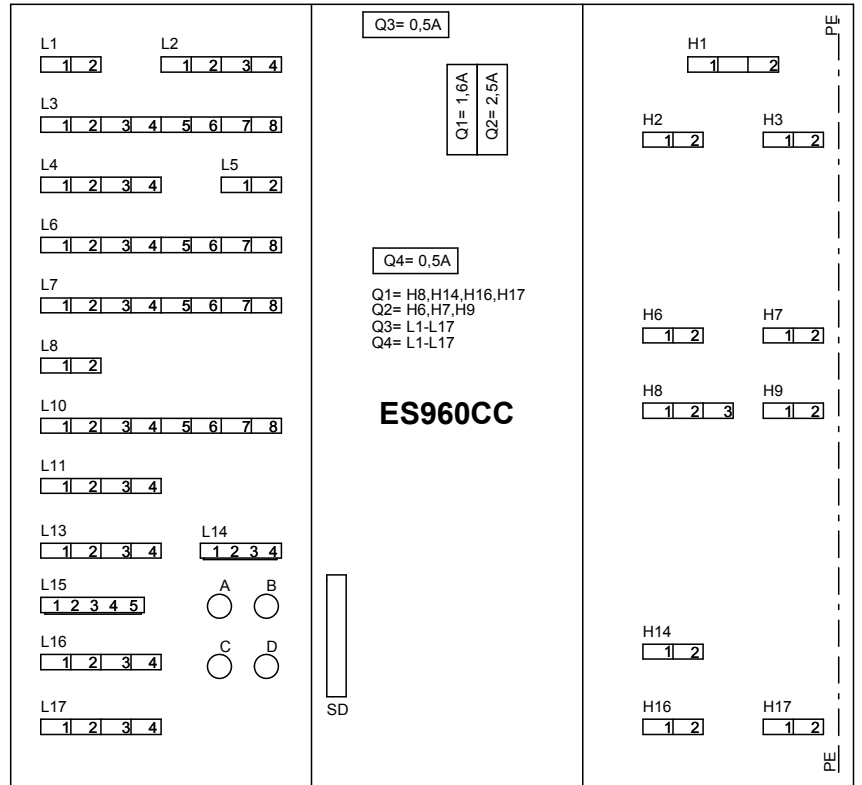 Q3= 0,5A
PE
L1
1 2
L2
1 2 3 4
H1
1 2
Q1= 1,6A
Q2= 2,5A
L3
1 2 3 4 5 6 7 8
H2
1 2
H3
1 2
L4
1 2 3 4
L5
1 2
L6
1 2 3 4 5 6 7 8
Q4= 0,5A
Q1= H8,H14,H16,H17
Q2= H6,H7,H9
Q3= L1-L17
Q4= L1-L17
L7
1 2 3 4 5 6 7 8
H6
1 2
H7
1 2
L8
1 2
H8
1 2 3
H9
1 2
L10
1 2 3 4 5 6 7 8
ES960CC
L11
1 2 3 4
L13
1 2 3 4
L14
1 2 3 4
L15
1 2 3 4 5
A
B
L16
1 2 3 4
C
D
H14
1 2
L17
1 2 3 4
SD
H16
1 2
H17
1 2
PE